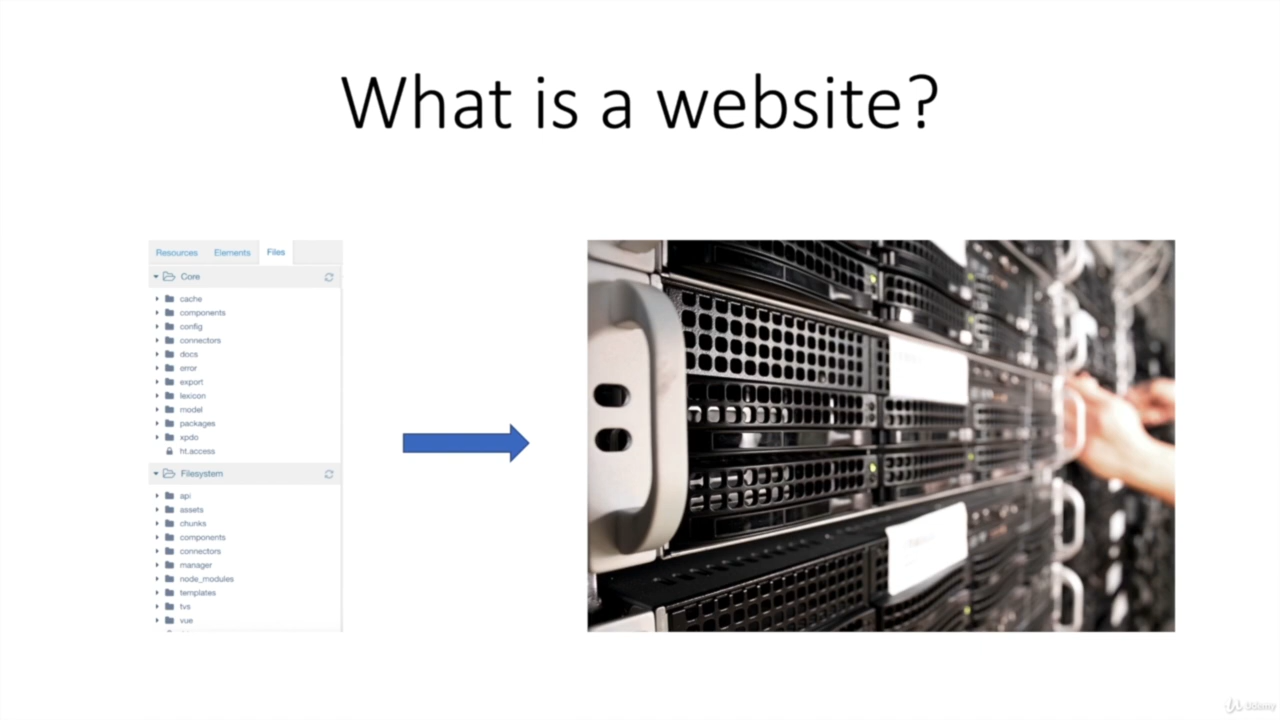 What is a website?
Resources Elements Files
Core
cache
components
config
connectors
docs
error
export
lexicon
model
packages
xpdo
ht.access
Filesystem
api
assets
chunks
components
connectors
manager
node_modules
templates
tvs
vue
Udemy